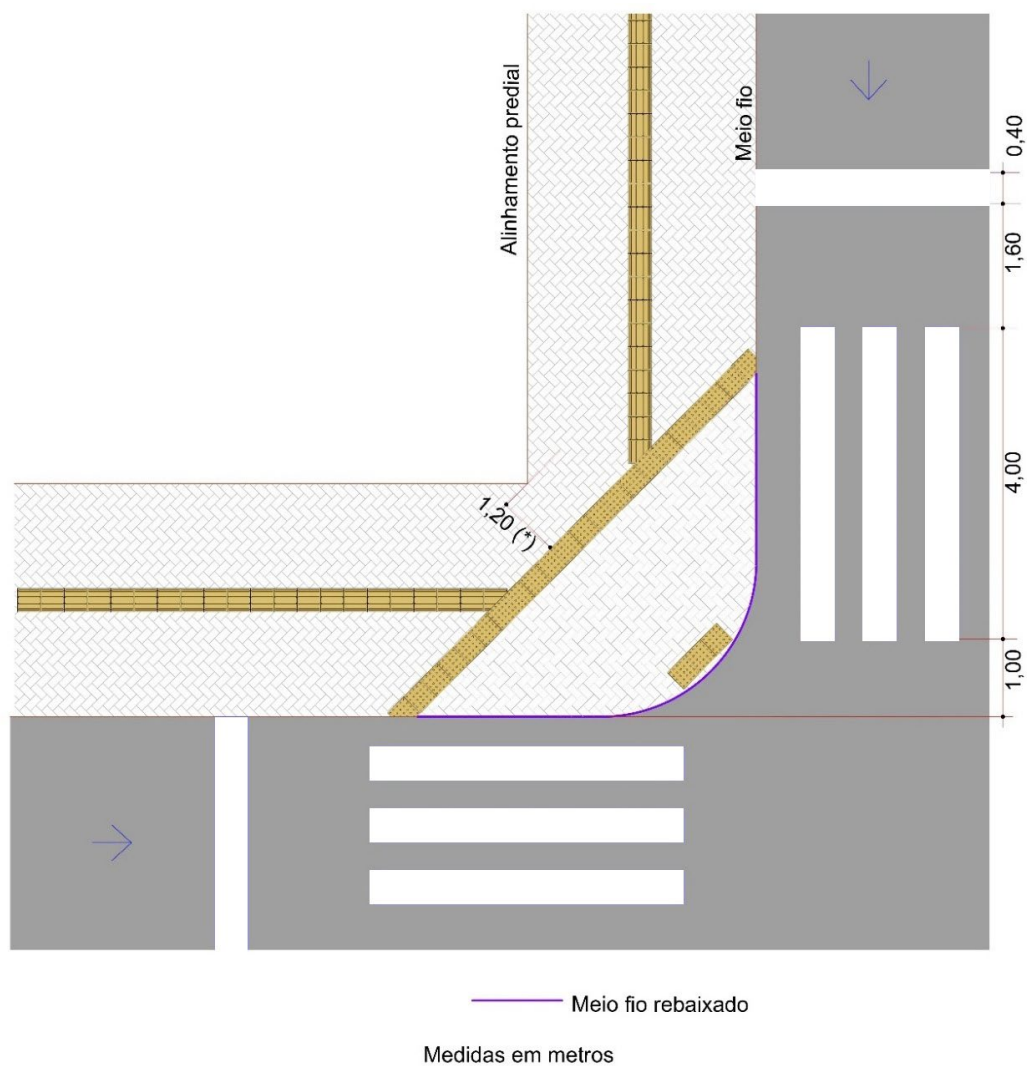 Alinhamento predial
Meio fio
0,40
1,60
4,00
1,00
1,20 (*)
Meio fio rebaixado
Medidas em metros